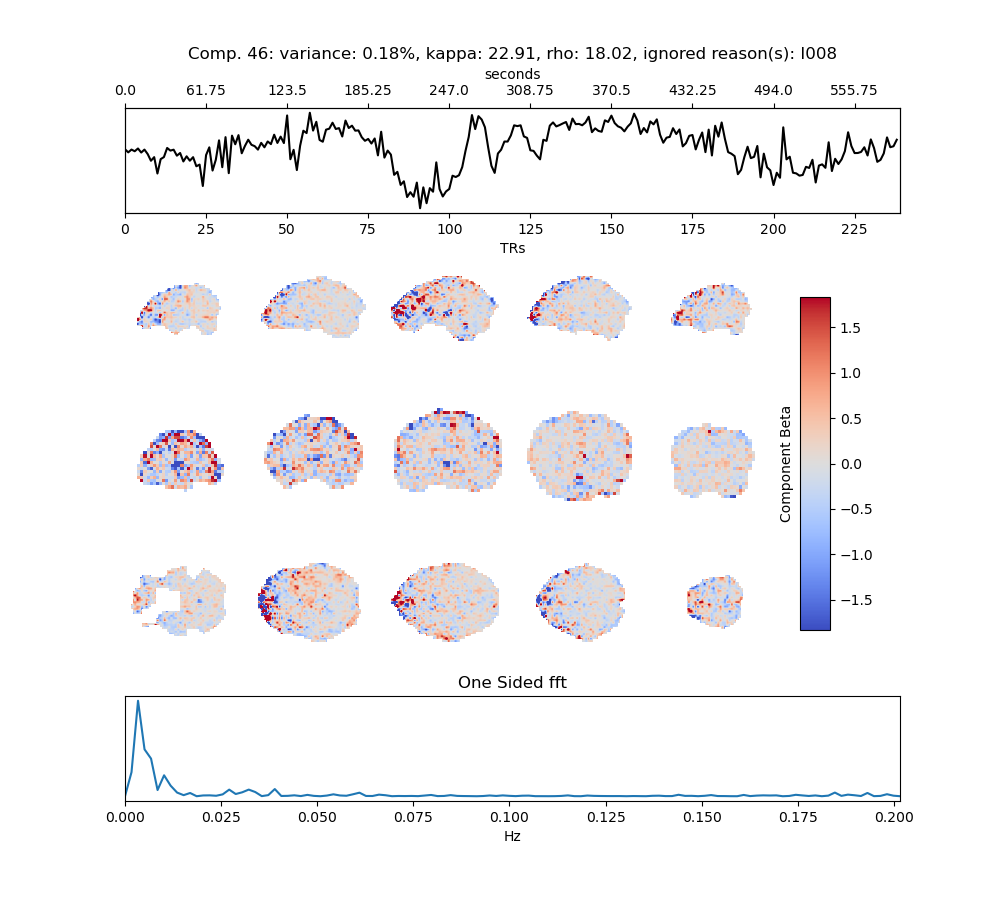 Comp. 46: variance: 0.18%, kappa: 22.91, rho: 18.02, ignored reason(s): I008
seconds
0.0 61.75 123.5 185.25 247.0 308.75 370.5 432.25 494.0 555.75
0 25 50 75 100 125 150 175 200 225
TRs
1.5
1.0
0.5
0.0
−0.5
−1.0
−1.5
Component Beta
One Sided fft
0.000 0.025 0.050 0.075 0.100 0.125 0.150 0.175 0.200
Hz